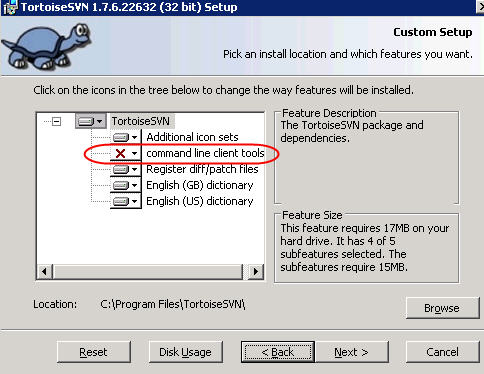 TortoiseSVN 1.7.6.22632 (32 bit) Setup
Custom Setup
Pick an install location and which features you want.
Click on the icons in the tree below to change the way features will be installed.
TortoiseSVN
Additional icon sets
command line client tools
Register diff/patch files
English (GB) dictionary
English (US) dictionary
Feature Description
The TortoiseSVN package and
dependencies.
Feature Size
This feature requires 17MB on your
hard drive. It has 4 of 5
subfeatures selected. The
subfeatures require 15MB.
Location: C:\Program Files\TortoiseSVN\
Browse
Reset Disk Usage < Back Next > Cancel